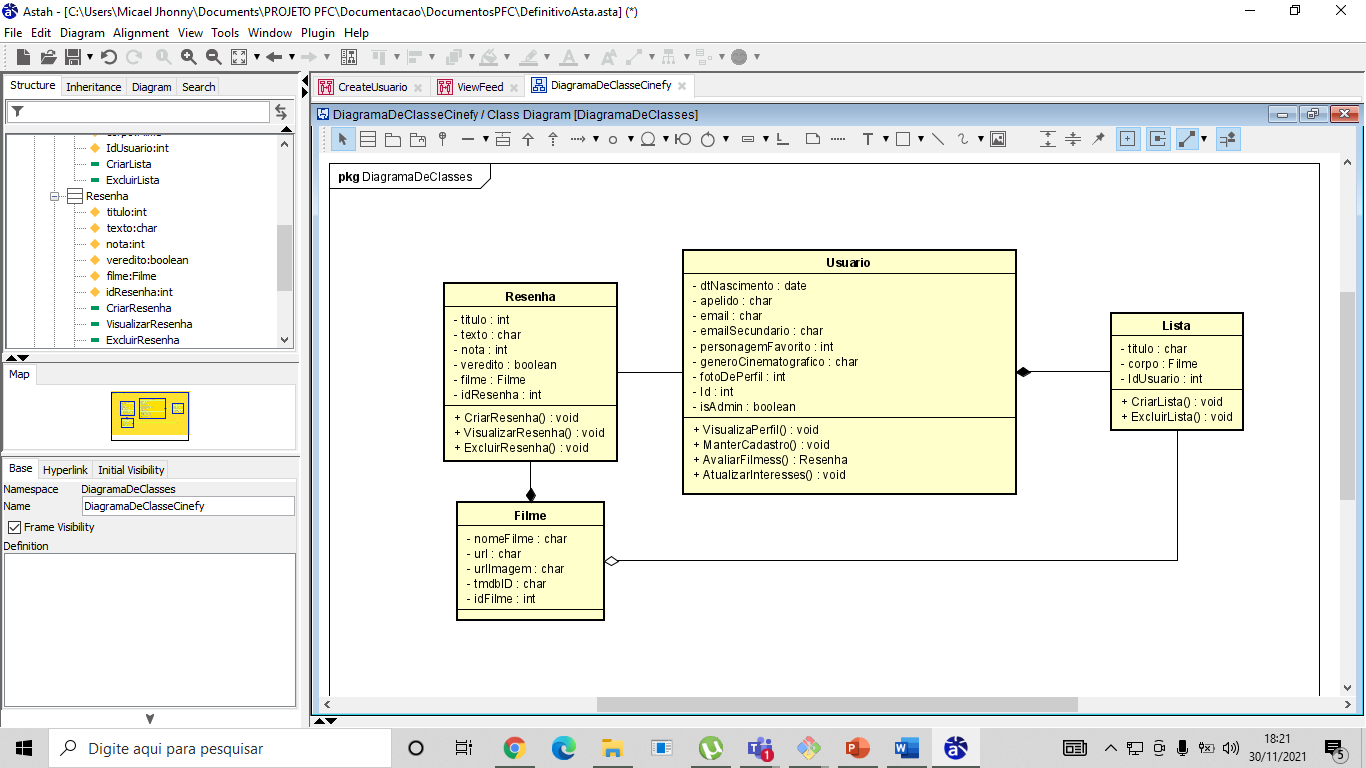 Astah - [C:\Users\Micael Jhonny\Documents\PROJETO PFC\Documentacao\DocumentosPFC\DefinitivoAsta.asta] (*)
File Edit Diagram Alignment View Tools Window Plugin Help
Structure Inheritance Diagram Search
CreateUsuario ViewFeed DiagramaDeClasseCinefy
DiagramaDeClasseCinefy / Class Diagram [DiagramaDeClasses]
IdUsuario:int
CriarLista
ExcluirLista
Resenha
titulo:int
texto:char
nota:int
veredito:boolean
filme:Filme
idResenha:int
CriarResenha
VisualizarResenha
ExcluirResenha
Map
Base Hyperlink Initial Visibility
Namespace DiagramaDeClasses
Name DiagramaDeClasseCinefy
Frame Visibility
Definition
pkg DiagramaDeClasses
Resenha
- titulo : int
- texto : char
- nota : int
- veredito : boolean
- filme : Filme
- idResenha : int
+ CriarResenha() : void
+ VisualizarResenha() : void
+ ExcluirResenha() : void
Usuario
- dtNascimento : date
- apelido : char
- email : char
- emailSecundario : char
- personagemFavorito : int
- generoCinematografico : char
- fotoDePerfil : int
- Id : int
- isAdmin : boolean
+ VisualizaPerfil() : void
+ ManterCadastro() : void
+ AvaliarFilmess() : Resenha
+ AtualizarInteresses() : void
Lista
- titulo : char
- corpo : Filme
- IdUsuario : int
+ CriarLista() : void
+ ExcluirLista() : void
Filme
- nomeFilme : char
- url : char
- urlImagem : char
- tmdbID : char
- idFilme : int
Digite aqui para pesquisar
1
18:21
30/11/2021
5